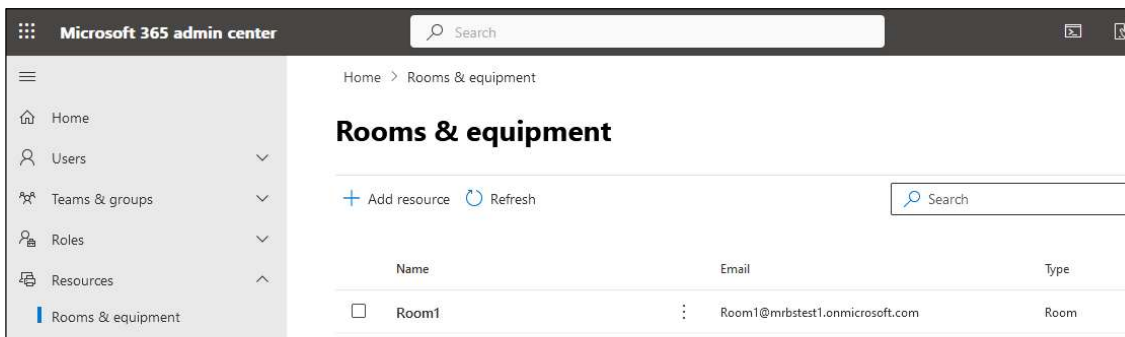 Microsoft 365 admin center
Search
Home > Rooms & equipment
Home
Rooms & equipment
Users
Teams & groups
+ Add resource Refresh
Search
Roles
Resources
Name Email Type
Rooms & equipment
Room1 Room1@mrbstest1.onmicrosoft.com Room